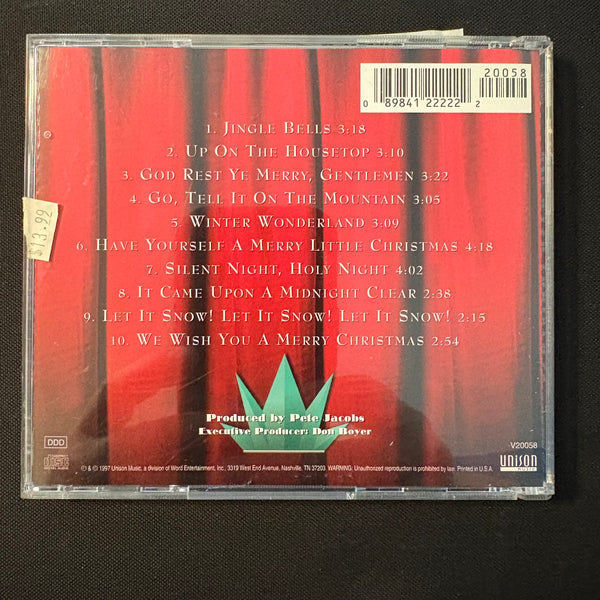 20058
0 89841 22222 2
1. JINGLE BELLS 3:18
2. UP ON THE HOUSETOP 3:10
3. GOD REST YE MERRY, GENTLEMEN 3:22
4. GO, TELL IT ON THE MOUNTAIN 3:05
5. WINTER WONDERLAND 3:09
6. HAVE YOURSELF A MERRY LITTLE CHRISTMAS 4:18
7. SILENT NIGHT, HOLY NIGHT 4:02
8. IT CAME UPON A MIDNIGHT CLEAR 2:38
9. LET IT SNOW! LET IT SNOW! LET IT SNOW! 2:15
10. WE WISH YOU A MERRY CHRISTMAS 2:54
$13.99
Produced by Pete Jacobs
Executive Producer: Don Boyer
DDD
V20058
COMPACT
disc
DIGITAL AUDIO
℗ & © 1997 Unison Music, a division of Word Entertainment, Inc., 3319 West End Avenue, Nashville, TN 37203. WARNING: Unauthorized reproduction is prohibited by law. Printed in U.S.A.
UNISON
MUSIC